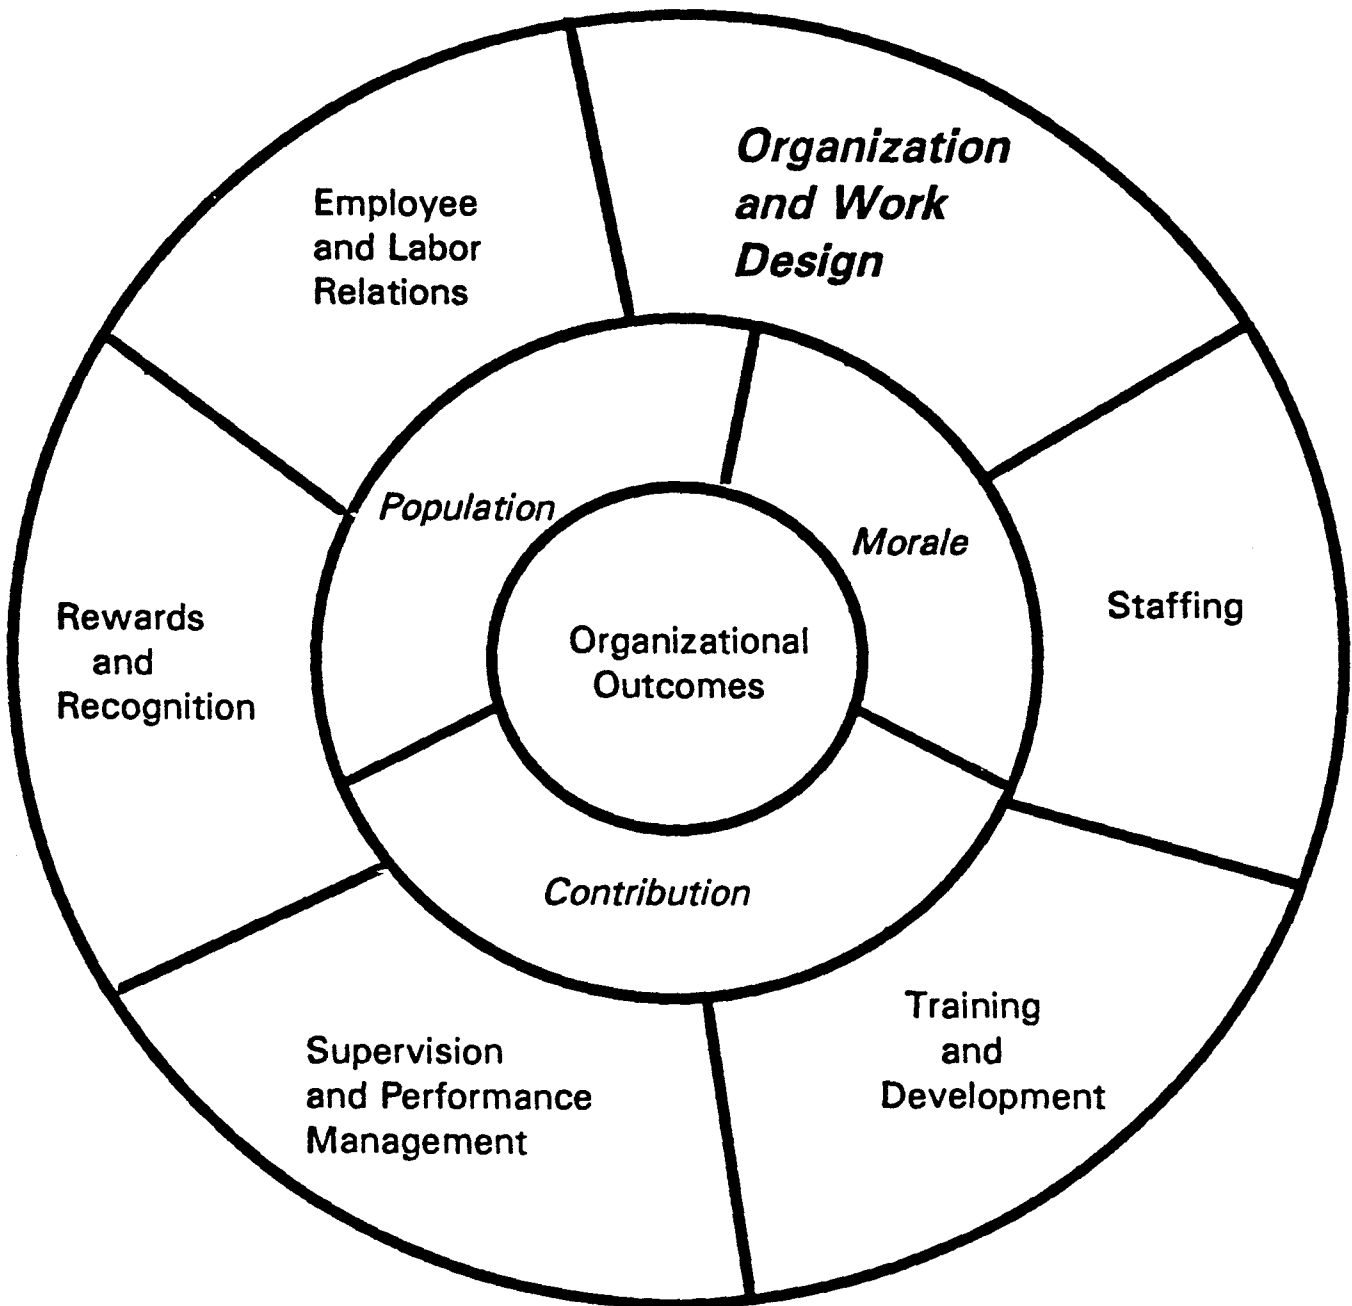 Organization
and Work
Design
Employee
and Labor
Relations
Population
Morale
Staffing
Organizational
Outcomes
Rewards
and
Recognition
Contribution
Training
and
Development
Supervision
and Performance
Management